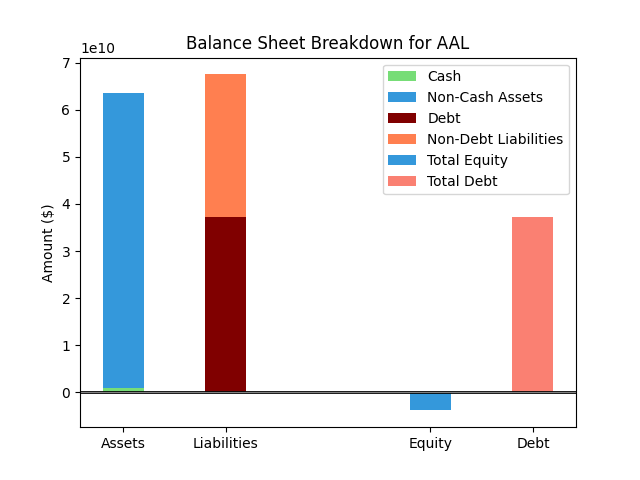 Balance Sheet Breakdown for AAL
1e10
7
6
5
4
3
2
1
0
Amount ($)
Cash
Non-Cash Assets
Debt
Non-Debt Liabilities
Total Equity
Total Debt
Assets
Liabilities
Equity
Debt